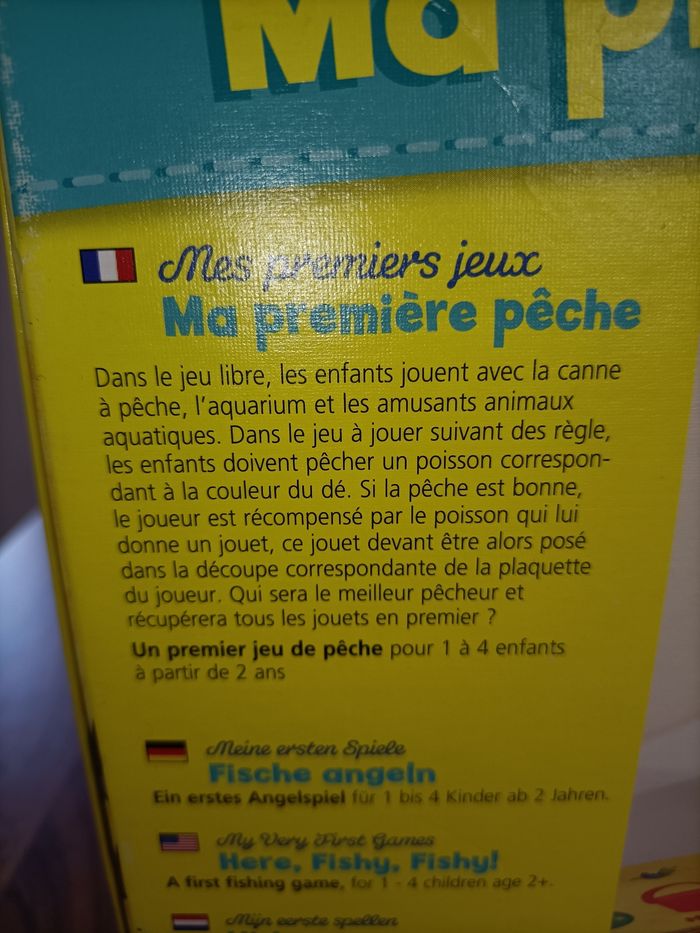 Ma p
Mes premiers jeux
Ma première pêche
Dans le jeu libre, les enfants jouent avec la canne
à pêche, l'aquarium et les amusants animaux
aquatiques. Dans le jeu à jouer suivant des règle,
les enfants doivent pêcher un poisson correspon-
dant à la couleur du dé. Si la pêche est bonne,
le joueur est récompensé par le poisson qui lui
donne un jouet, ce jouet devant être alors posé
dans la découpe correspondante de la plaquette
du joueur. Qui sera le meilleur pêcheur et
récupérera tous les jouets en premier ?
Un premier jeu de pêche pour 1 à 4 enfants
à partir de 2 ans
Meine ersten Spiele
Fische angeln
Ein erstes Angelspiel für 1 bis 4 Kinder ab 2 Jahren.
My Very First Games
Here, Fishy, Fishy!
A first fishing game, for 1 - 4 children age 2+.
Mijn eerste spellen